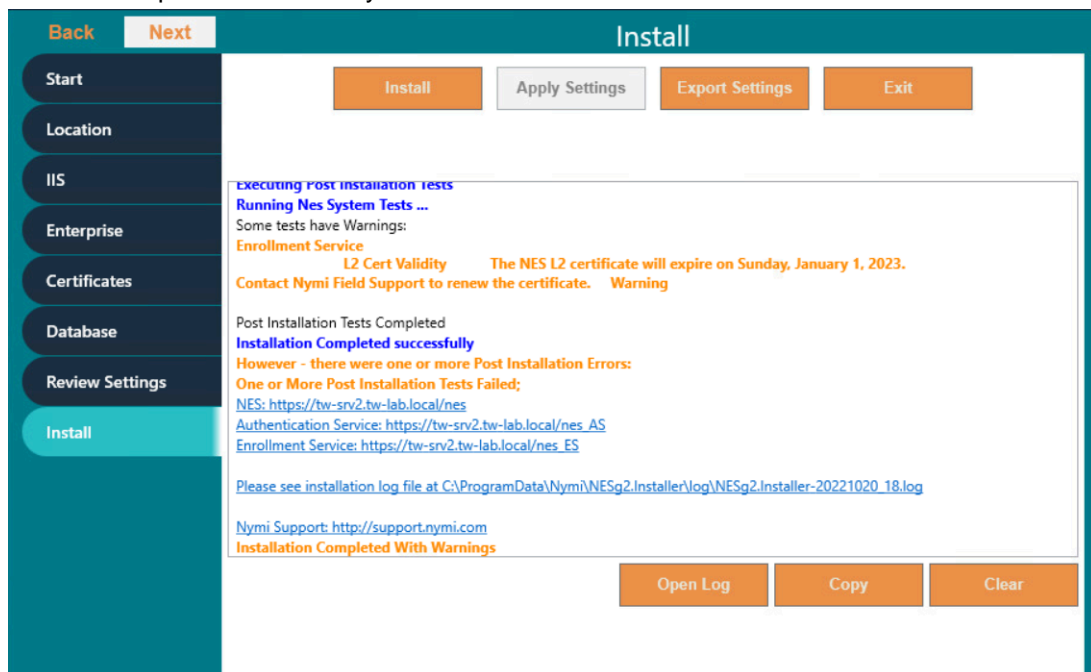 Back Next
Install
Start
Location
IIS
Enterprise
Certificates
Database
Review Settings
Install
Install Apply Settings Export Settings Exit
Executing Post Installation Tests
Running Nes System Tests ...
Some tests have Warnings:
Enrollment Service
L2 Cert Validity The NES L2 certificate will expire on Sunday, January 1, 2023.
Contact Nymi Field Support to renew the certificate. Warning
Post Installation Tests Completed
Installation Completed successfully
However - there were one or more Post Installation Errors:
One or More Post Installation Tests Failed;
NES: https://tw-srv2.tw-lab.local/nes
Authentication Service: https://tw-srv2.tw-lab.local/nes_AS
Enrollment Service: https://tw-srv2.tw-lab.local/nes_ES
Please see installation log file at C:\ProgramData\Nymi\NESg2.Installer\log\NESg2.Installer-20221020_18.log
Nymi Support: http://support.nymi.com
Installation Completed With Warnings
Open Log Copy Clear